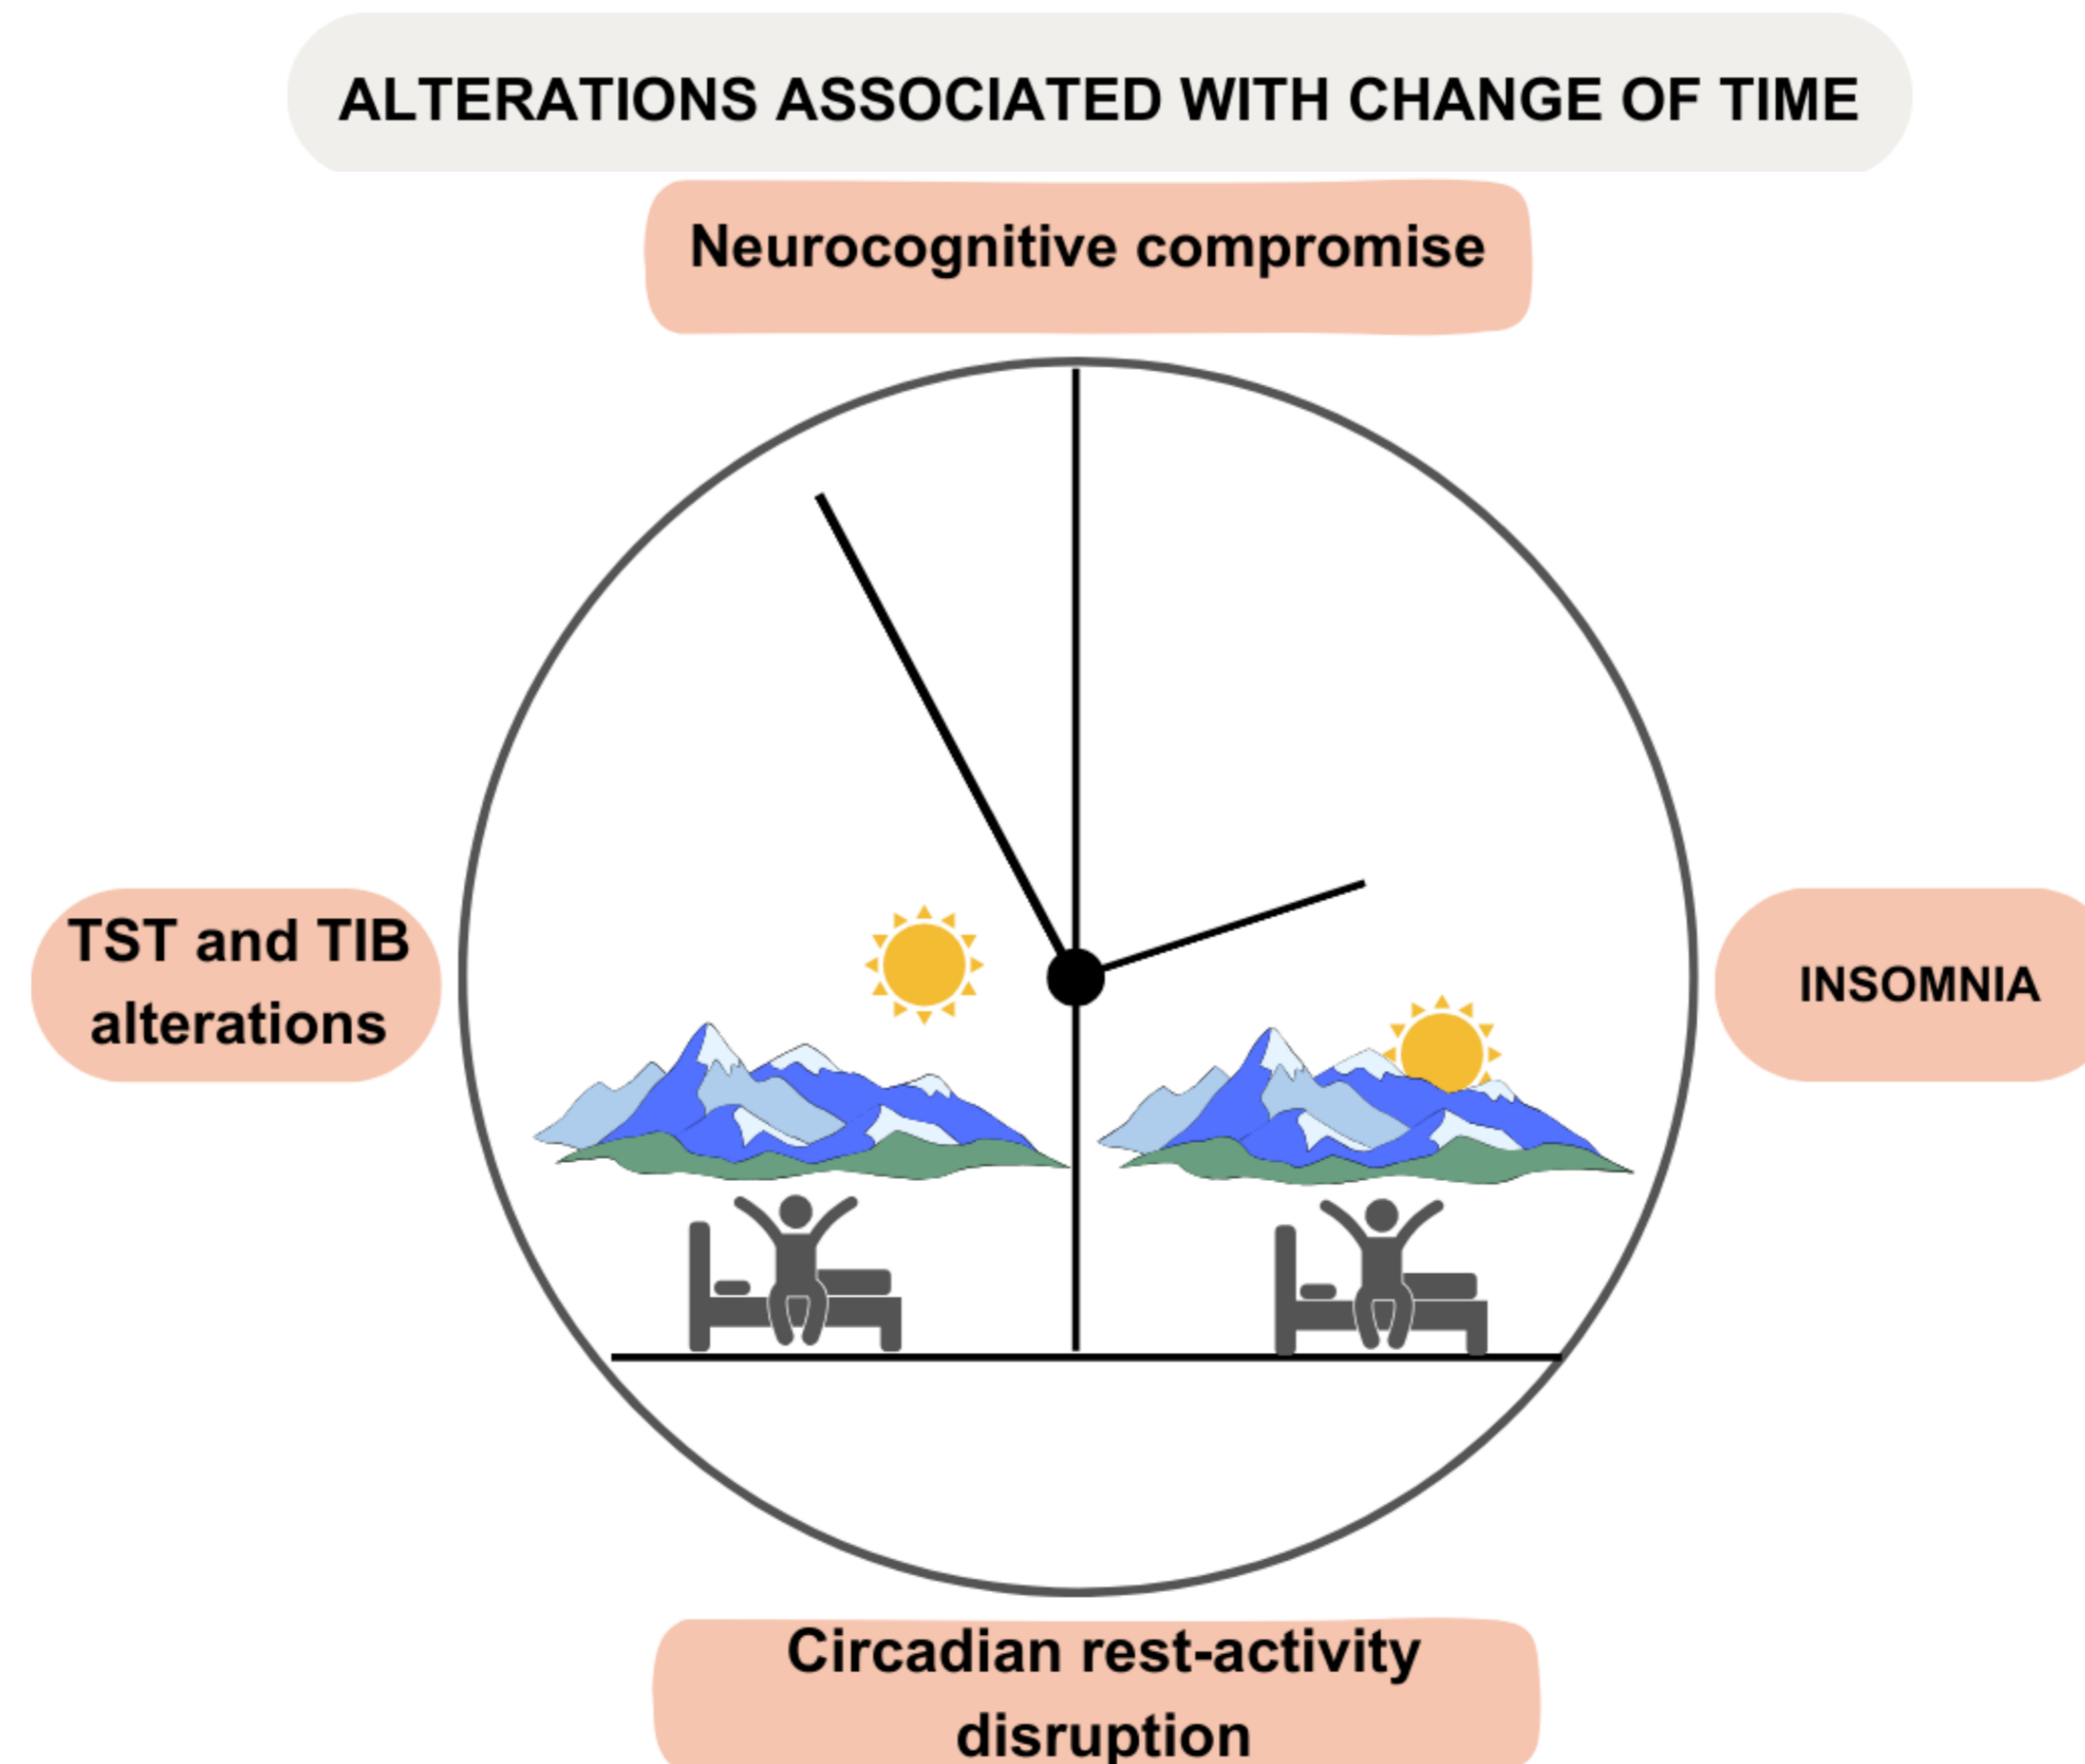 ALTERATIONS ASSOCIATED WITH CHANGE OF TIME
Neurocognitive compromise
TST and TIB
alterations
INSOMNIA
Circadian rest-activity
disruption